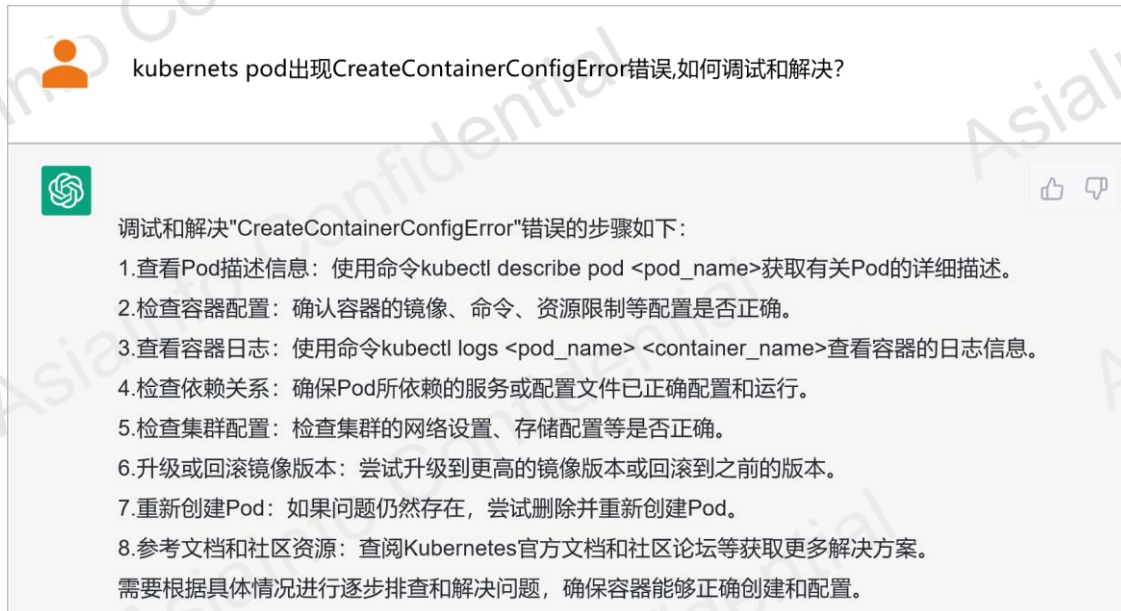 kubernets pod出现CreateContainerConfigError错误,如何调试和解决?
调试和解决"CreateContainerConfigError"错误的步骤如下：
1.查看Pod描述信息：使用命令kubectl describe pod <pod_name>获取有关Pod的详细描述。
2.检查容器配置：确认容器的镜像、命令、资源限制等配置是否正确。
3.查看容器日志：使用命令kubectl logs <pod_name> <container_name>查看容器的日志信息。
4.检查依赖关系：确保Pod所依赖的服务或配置文件已正确配置和运行。
5.检查集群配置：检查集群的网络设置、存储配置等是否正确。
6.升级或回滚镜像版本：尝试升级到更高的镜像版本或回滚到之前的版本。
7.重新创建Pod：如果问题仍然存在，尝试删除并重新创建Pod。
8.参考文档和社区资源：查阅Kubernetes官方文档和社区论坛等获取更多解决方案。
需要根据具体情况进行逐步排查和解决问题，确保容器能够正确创建和配置。
AsiaInfo Confidential